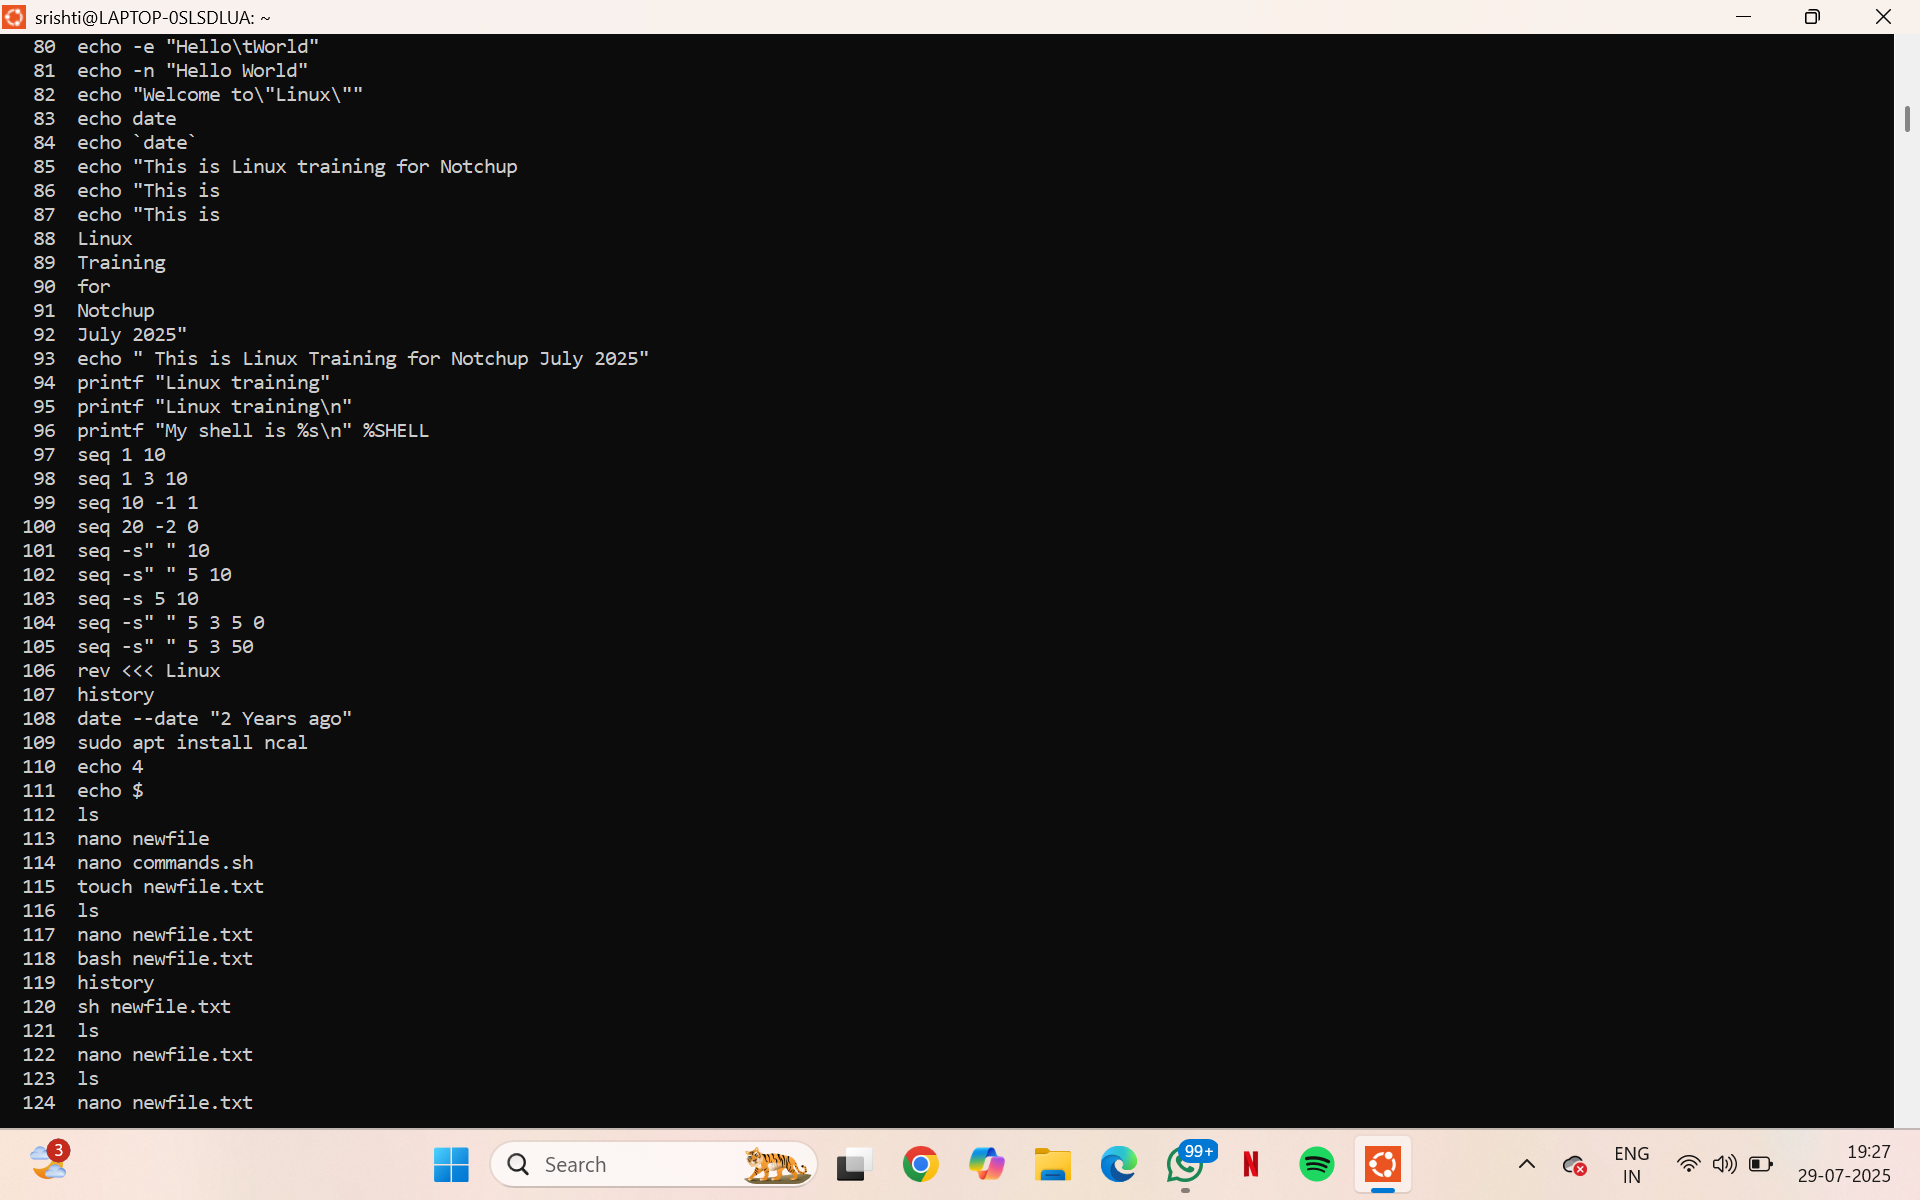 srishti@LAPTOP-0SLSDLUA: ~
80 echo -e "Hello\tWorld"
81 echo -n "Hello World"
82 echo "Welcome to\"Linux\""
83 echo date
84 echo `date`
85 echo "This is Linux training for Notchup
86 echo "This is
87 echo "This is
88 Linux
89 Training
90 for
91 Notchup
92 July 2025"
93 echo " This is Linux Training for Notchup July 2025"
94 printf "Linux training"
95 printf "Linux training\n"
96 printf "My shell is %s\n" %SHELL
97 seq 1 10
98 seq 1 3 10
99 seq 10 -1 1
100 seq 20 -2 0
101 seq -s" " 10
102 seq -s" " 5 10
103 seq -s 5 10
104 seq -s" " 5 3 5 0
105 seq -s" " 5 3 50
106 rev <<< Linux
107 history
108 date --date "2 Years ago"
109 sudo apt install ncal
110 echo 4
111 echo $
112 ls
113 nano newfile
114 nano commands.sh
115 touch newfile.txt
116 ls
117 nano newfile.txt
118 bash newfile.txt
119 history
120 sh newfile.txt
121 ls
122 nano newfile.txt
123 ls
124 nano newfile.txt
3
Search
99+
N
ENG
IN
19:27
29-07-2025